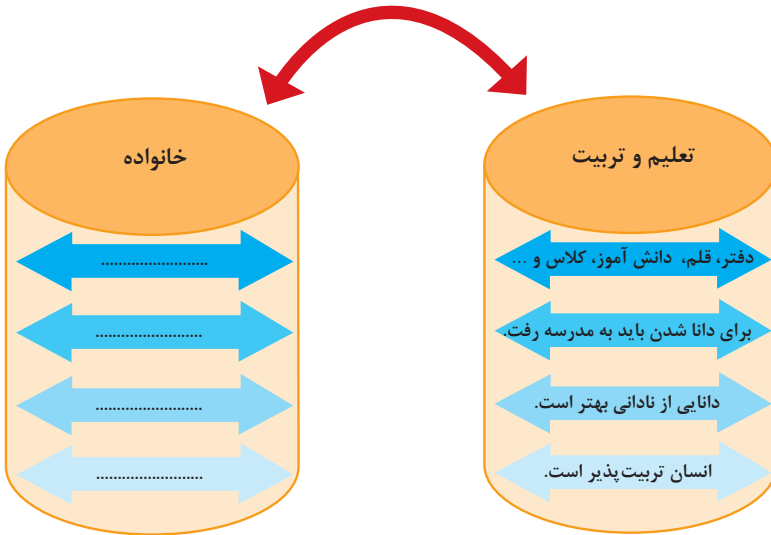 تعلیم و تربیت
دفتر، قلم، دانش آموز، کلاس و ...
برای دانا شدن باید به مدرسه رفت.
دانایی از نادانی بهتر است.
انسان تربیت‌پذیر است.
خانواده
.........................
.........................
.........................
.........................